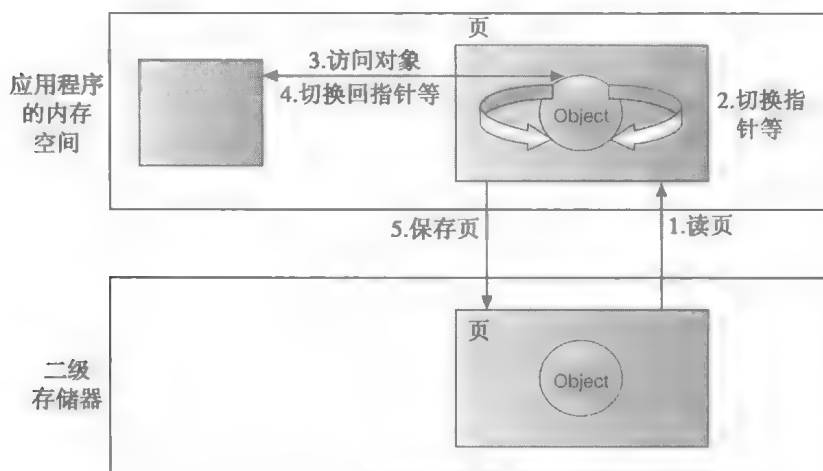 页
3.访问对象
4.切换回指针等
应用程序
的内存
空间
Object
2.切换指
针等
5.保存页
1.读页
页
二级
存储器
Object